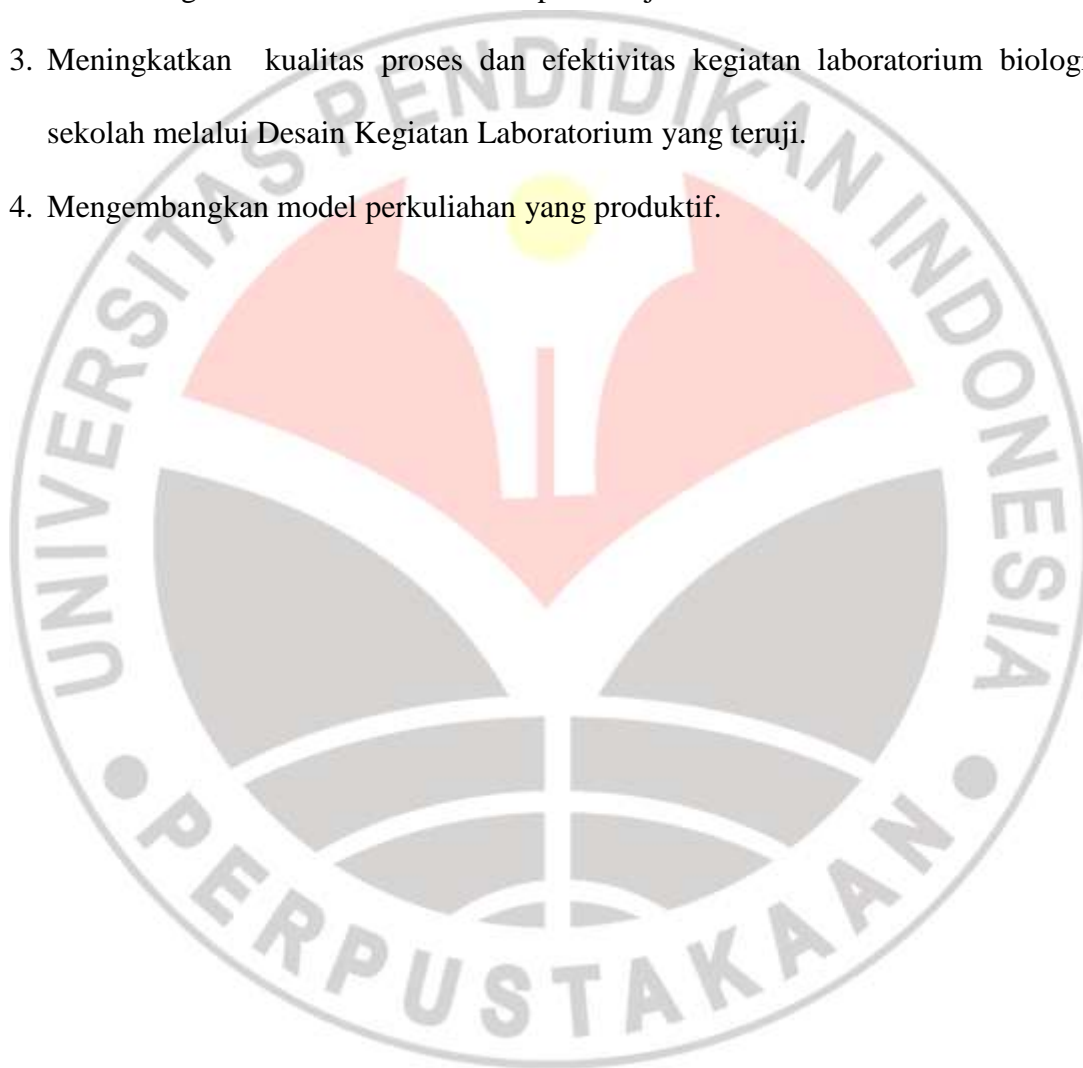 3. Meningkatkan kualitas proses dan efektivitas kegiatan laboratorium biologi
sekolah melalui Desain Kegiatan Laboratorium yang teruji.
4. Mengembangkan model perkuliahan yang produktif.
UNIVERSITAS PENDIDIKAN INDONESIA
PERPUSTAKAAN